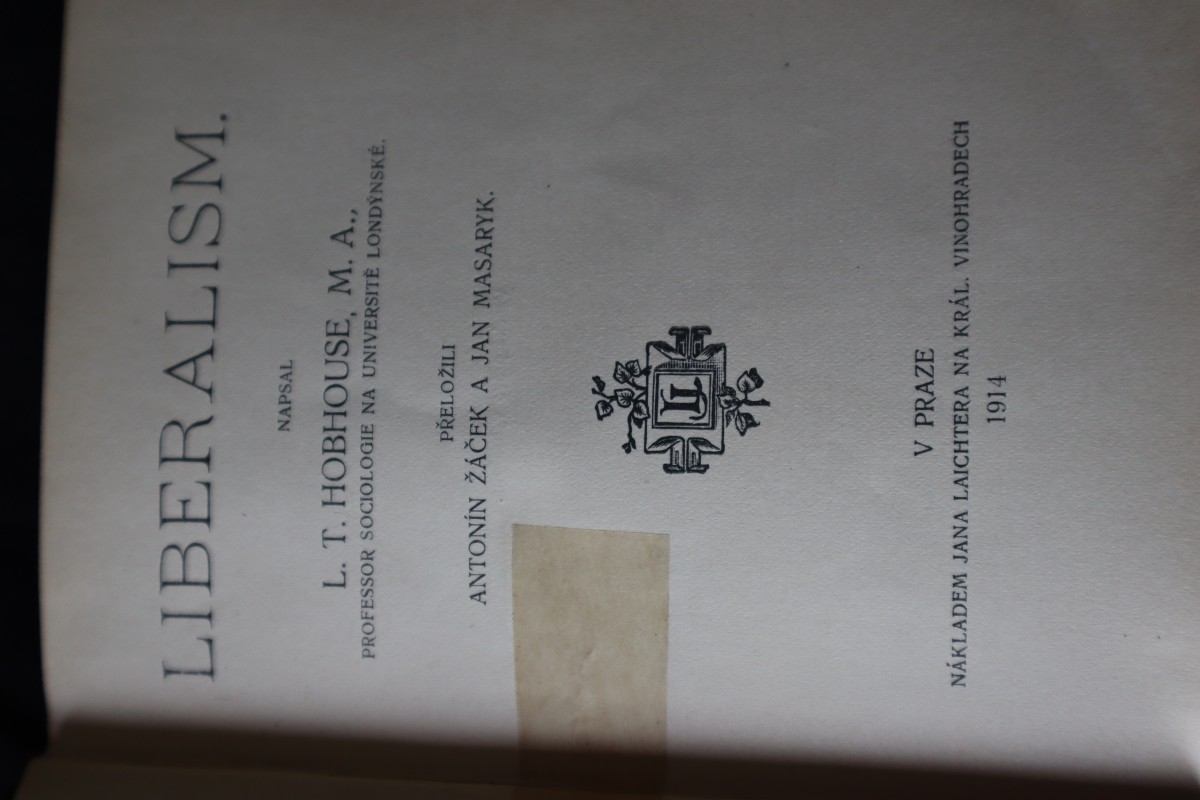 LIBERALISM.
NAPSAL
L. T. HOBHOUSE, M. A.,
PROFESSOR SOCIOLOGIE NA UNIVERSITĚ LONDÝNSKÉ.
PŘELOŽILI
ANTONÍN ŽÁČEK A JAN MASARYK.
JL
V PRAZE
NÁKLADEM JANA LAICHTERA NA KRÁL. VINOHRADECH
1914